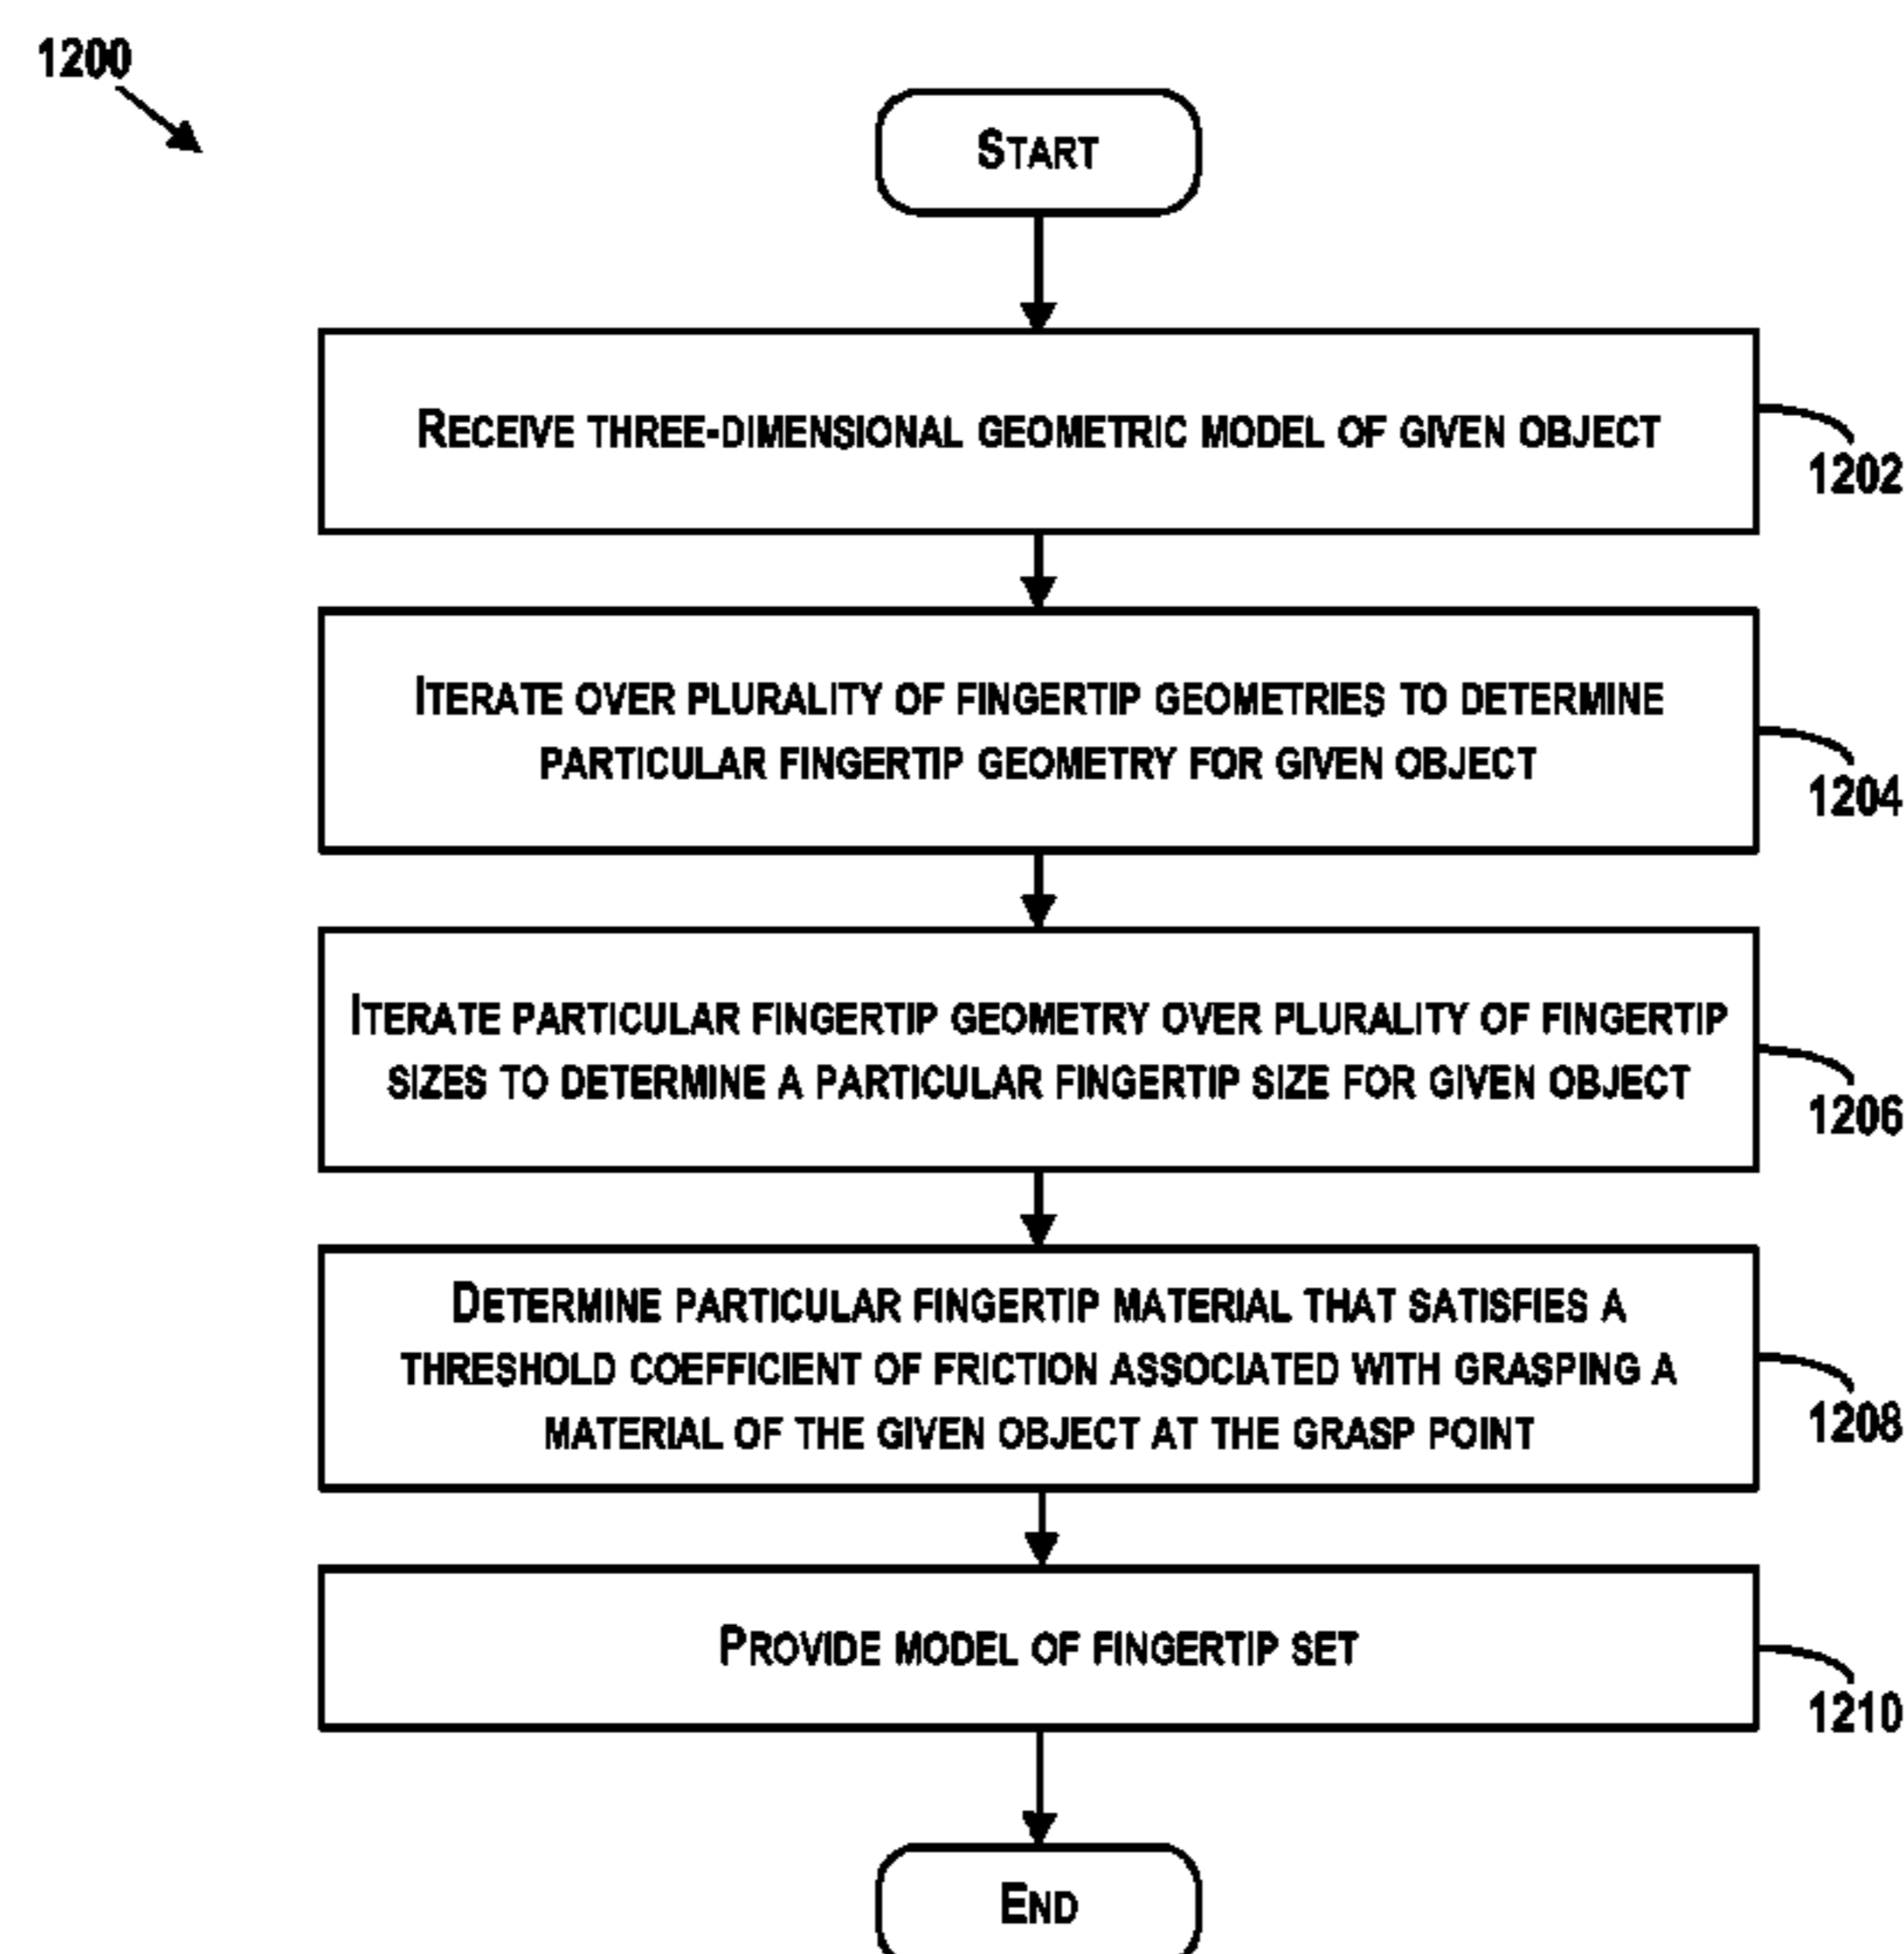 1200
START
RECEIVE THREE-DIMENSIONAL GEOMETRIC MODEL OF GIVEN OBJECT
1202
ITERATE OVER PLURALITY OF FINGERTIP GEOMETRIES TO DETERMINE
PARTICULAR FINGERTIP GEOMETRY FOR GIVEN OBJECT
1204
ITERATE PARTICULAR FINGERTIP GEOMETRY OVER PLURALITY OF FINGERTIP
SIZES TO DETERMINE A PARTICULAR FINGERTIP SIZE FOR GIVEN OBJECT
1206
DETERMINE PARTICULAR FINGERTIP MATERIAL THAT SATISFIES A
THRESHOLD COEFFICIENT OF FRICTION ASSOCIATED WITH GRASPING A
MATERIAL OF THE GIVEN OBJECT AT THE GRASP POINT
1208
PROVIDE MODEL OF FINGERTIP SET
1210
END